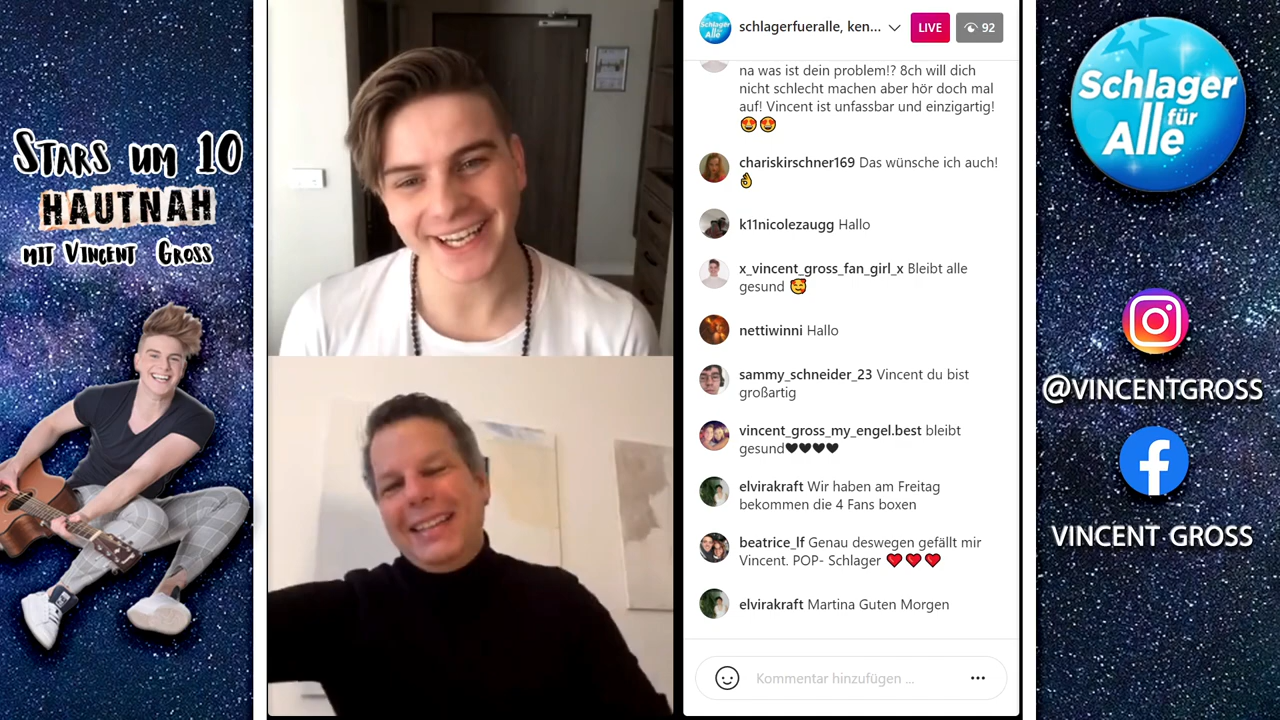 STARS UM 10
HAUTNAH
MIT VINCENT GROSS
schlagerfueralle, ken...
LIVE
92
na was ist dein problem!? 8ch will dich
nicht schlecht machen aber hör doch mal
auf! Vincent ist unfassbar und einzigartig!
😍😍
chariskirschner169 Das wünsche ich auch!
👌
k11nicolezaugg Hallo
x_vincent_gross_fan_girl_x Bleibt alle
gesund 🥰
nettiwinni Hallo
sammy_schneider_23 Vincent du bist
großartig
vincent_gross_my_engel.best bleibt
gesund🖤🖤🖤🖤
elvirakraft Wir haben am Freitag
bekommen die 4 Fans boxen
beatrice_lf Genau deswegen gefällt mir
Vincent. POP- Schlager ❤️❤️❤️
elvirakraft Martina Guten Morgen
Kommentar hinzufügen ...
Schlager
für
Alle
@VINCENTGROSS
VINCENT GROSS
Schlager
für
Alle